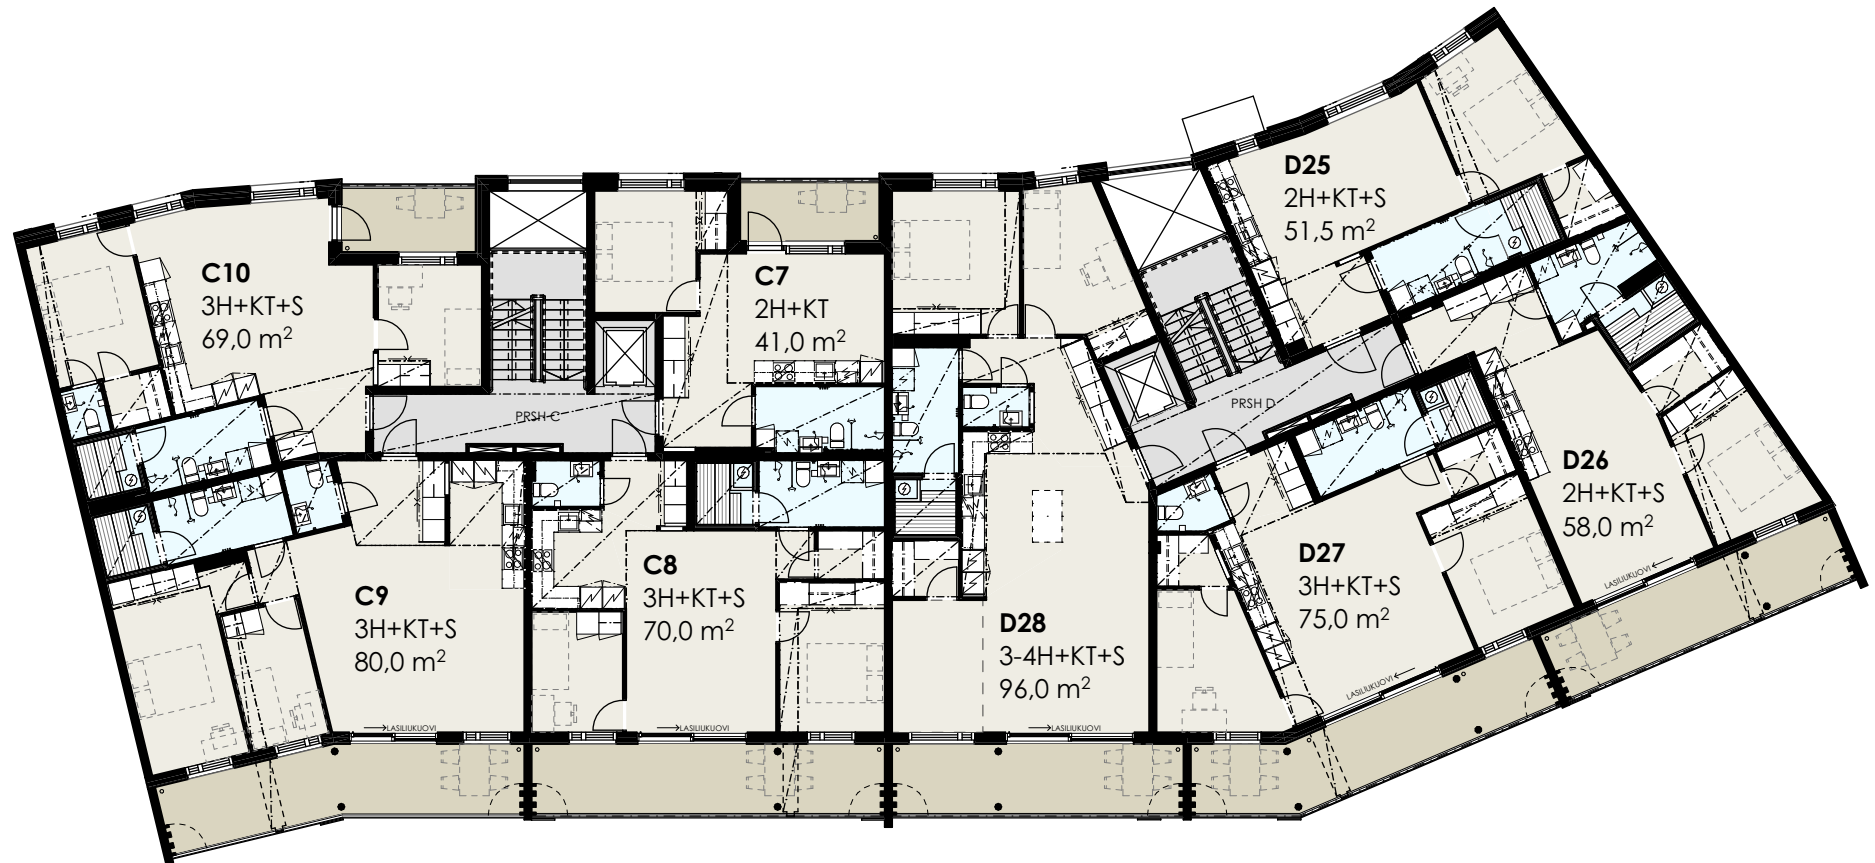 C10
3H+KT+S
69,0 m²
C7
2H+KT
41,0 m²
D25
2H+KT+S
51,5 m²
PRSH C
PRSH D
D26
2H+KT+S
58,0 m²
C9
3H+KT+S
80,0 m²
C8
3H+KT+S
70,0 m²
D28
3-4H+KT+S
96,0 m²
D27
3H+KT+S
75,0 m²
LASILIUKUOVI
LASILIUKUOVI
LASILIUKUOVI
LASILIUKUOVI
LASILIUKUOVI